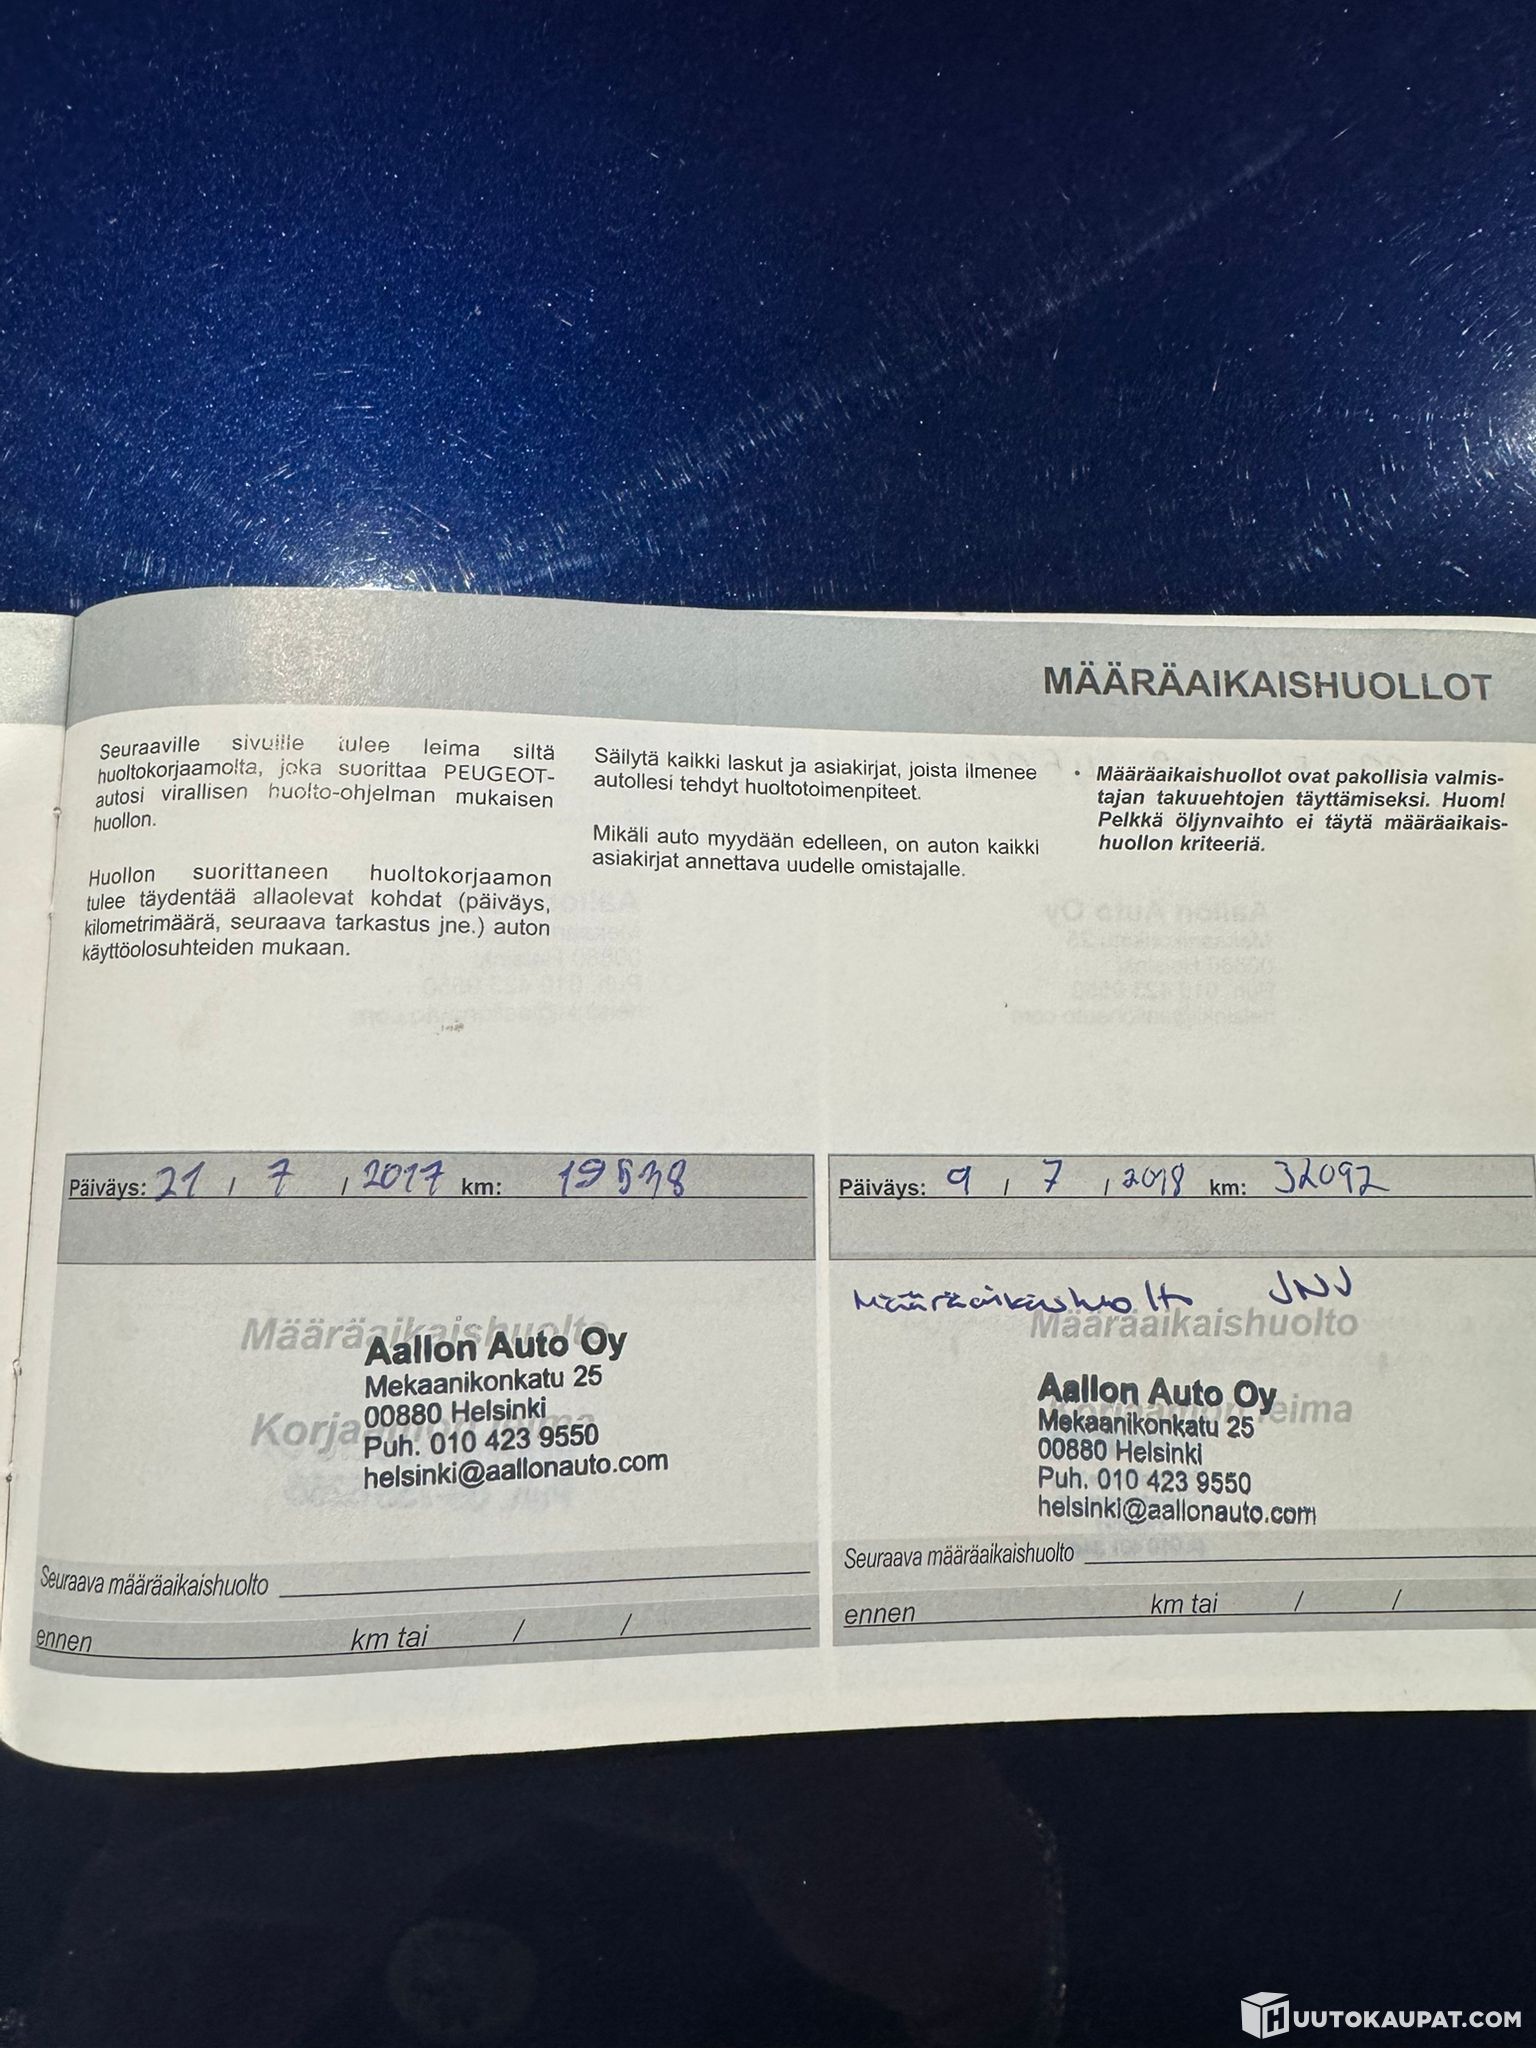 MÄÄRÄAIKAISHUOLLOT
Seuraaville sivuille tulee leima siltä
huoltokorjaamolta, joka suorittaa PEUGEOT-
autosi virallisen huolto-ohjelman mukaisen
huollon.
Huollon suorittaneen huoltokorjaamon
tulee täydentää allaolevat kohdat (päiväys,
kilometrimäärä, seuraava tarkastus jne.) auton
käyttöolosuhteiden mukaan.
Säilytä kaikki laskut ja asiakirjat, joista ilmenee
autollesi tehdyt huoltotoimenpiteet.
Mikäli auto myydään edelleen, on auton kaikki
asiakirjat annettava uudelle omistajalle.
• Määräaikaishuollot ovat pakollisia valmis-
tajan takuuehtojen täyttämiseksi. Huom!
Pelkkä öljynvaihto ei täytä määräaikais-
huollon kriteeriä.
Päiväys: 21 / 7 / 2017 km: 19538
Määräaikaishuolto
Korjaamon leima
Aallon Auto Oy
Mekaanikonkatu 25
00880 Helsinki
Puh. 010 423 9550
helsinki@aallonauto.com
Seuraava määräaikaishuolto
ennen km tai / /
Päiväys: 9 / 7 / 2018 km: 32092
Määräaikaishuolto JNJ
Määräaikaishuolto
Korjaamon leima
Aallon Auto Oy
Mekaanikonkatu 25
00880 Helsinki
Puh. 010 423 9550
helsinki@aallonauto.com
Seuraava määräaikaishuolto
ennen km tai / /
HUUTOKAUPAT.COM